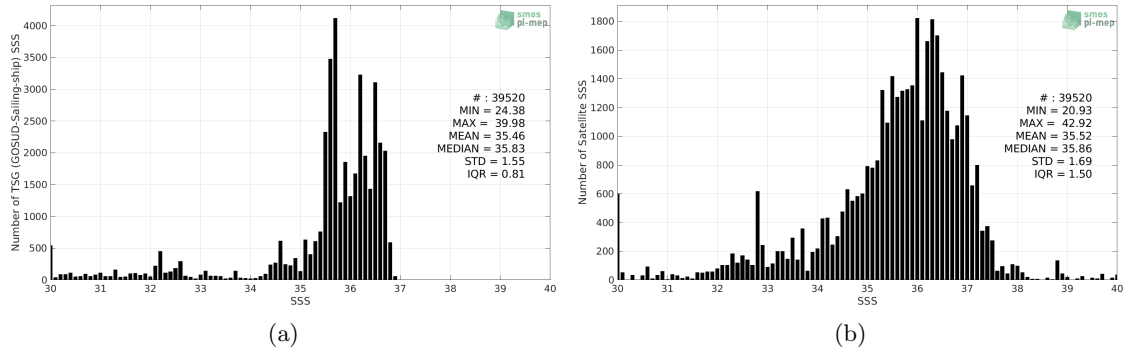 4000
3500
3000
2500
2000
1500
1000
500
0
30 31 32 33 34 35 36 37 38 39 40
SSS
Number of TSG (GOSUD-Sailing-ship) SSS
smos
pi-mep
# : 39520
MIN = 24.38
MAX = 39.98
MEAN = 35.46
MEDIAN = 35.83
STD = 1.55
IQR = 0.81
(a)
1800
1600
1400
1200
1000
800
600
400
200
0
30 31 32 33 34 35 36 37 38 39 40
SSS
Number of Satellite SSS
smos
pi-mep
# : 39520
MIN = 20.93
MAX = 42.92
MEAN = 35.52
MEDIAN = 35.86
STD = 1.69
IQR = 1.50
(b)